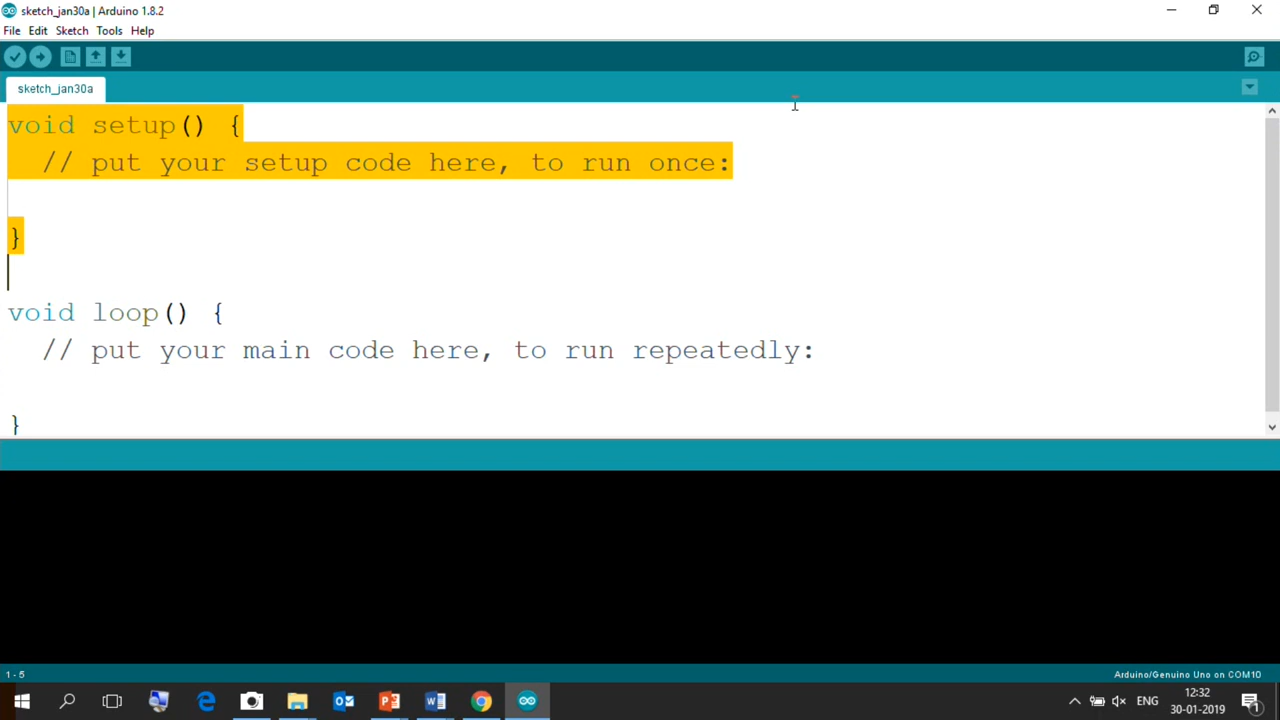 sketch_jan30a | Arduino 1.8.2
File Edit Sketch Tools Help
sketch_jan30a
void setup() {
  // put your setup code here, to run once:
}
void loop() {
  // put your main code here, to run repeatedly:
}
1 - 5
Arduino/Genuino Uno on COM10
ENG
12:32
30-01-2019
1